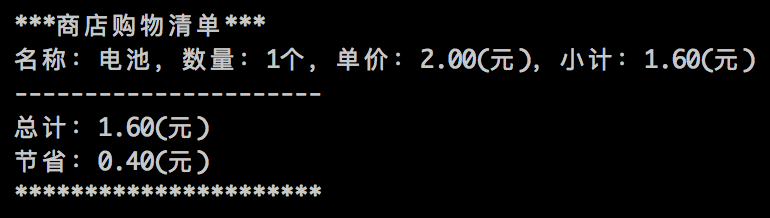 ***商店购物清单***
名称：电池，数量：1个，单价：2.00(元)，小计：1.60(元)
----------------------
总计：1.60(元)
节省：0.40(元)
**********************